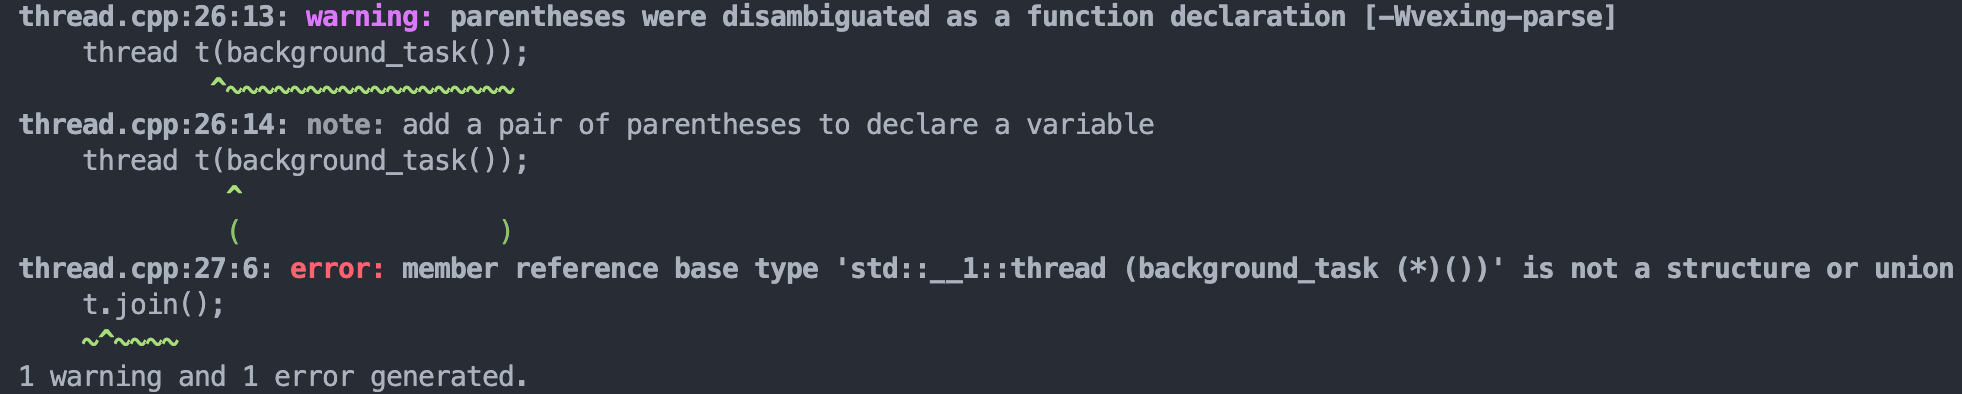 thread.cpp:26:13: warning: parentheses were disambiguated as a function declaration [-Wvexing-parse]
    thread t(background_task());
            ^~~~~~~~~~~~~~~~~~~
thread.cpp:26:14: note: add a pair of parentheses to declare a variable
    thread t(background_task());
             ^
             (                )
thread.cpp:27:6: error: member reference base type 'std::__1::thread (background_task (*)())' is not a structure or union
    t.join();
    ~^~~~~
1 warning and 1 error generated.